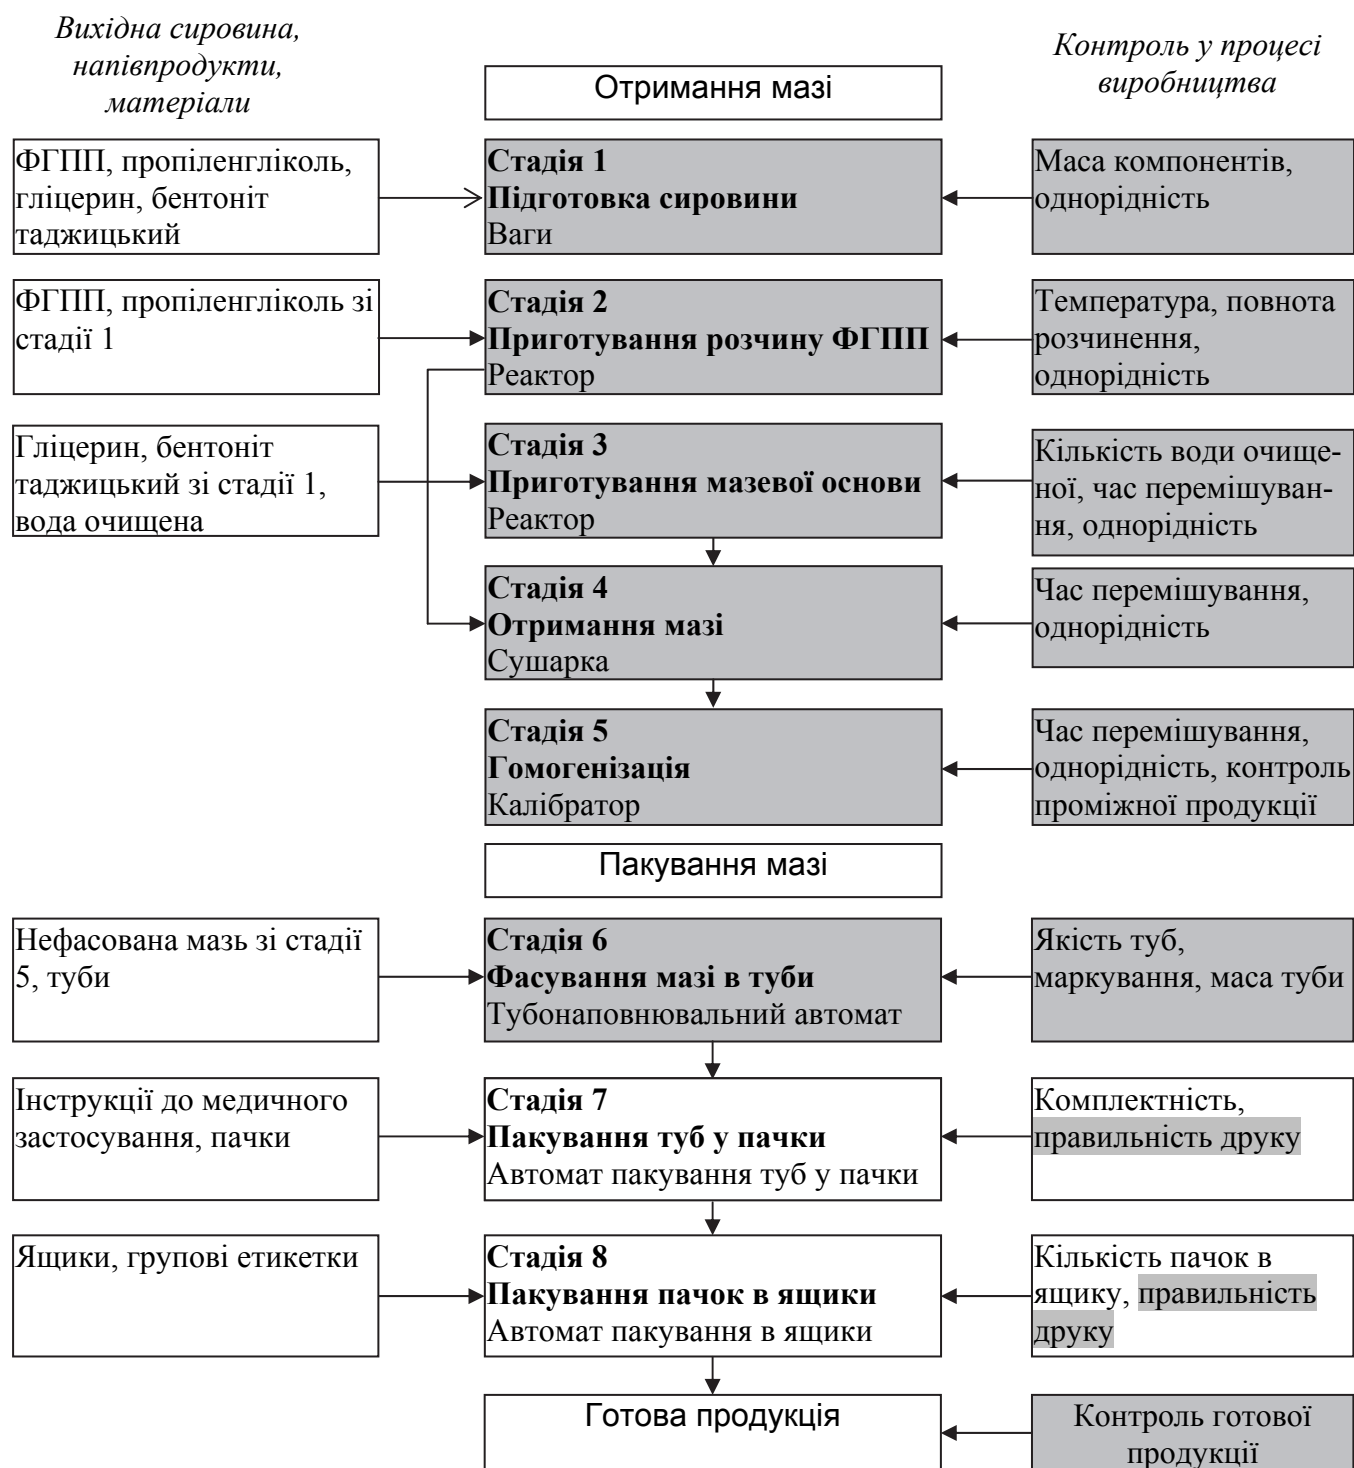 Вихідна сировина,
напівпродукти,
матеріали
Отримання мазі
Контроль у процесі
виробництва
ФГПП, пропіленгліколь,
гліцерин, бентоніт
таджицький
Стадія 1
Підготовка сировини
Ваги
Маса компонентів,
однорідність
ФГПП, пропіленгліколь зі
стадії 1
Стадія 2
Приготування розчину ФГПП
Реактор
Температура, повнота
розчинення,
однорідність
Гліцерин, бентоніт
таджицький зі стадії 1,
вода очищена
Стадія 3
Приготування мазевої основи
Реактор
Кількість води очище-
ної, час перемішуван-
ня, однорідність
Стадія 4
Отримання мазі
Сушарка
Час перемішування,
однорідність
Стадія 5
Гомогенізація
Калібратор
Час перемішування,
однорідність, контроль
проміжної продукції
Пакування мазі
Нефасована мазь зі стадії
5, туби
Стадія 6
Фасування мазі в туби
Тубонаповнювальний автомат
Якість туб,
маркування, маса туби
Інструкції до медичного
застосування, пачки
Стадія 7
Пакування туб у пачки
Автомат пакування туб у пачки
Комплектність,
правильність друку
Ящики, групові етикетки
Стадія 8
Пакування пачок в ящики
Автомат пакування в ящики
Кількість пачок в
ящику, правильність
друку
Готова продукція
Контроль готової
продукції